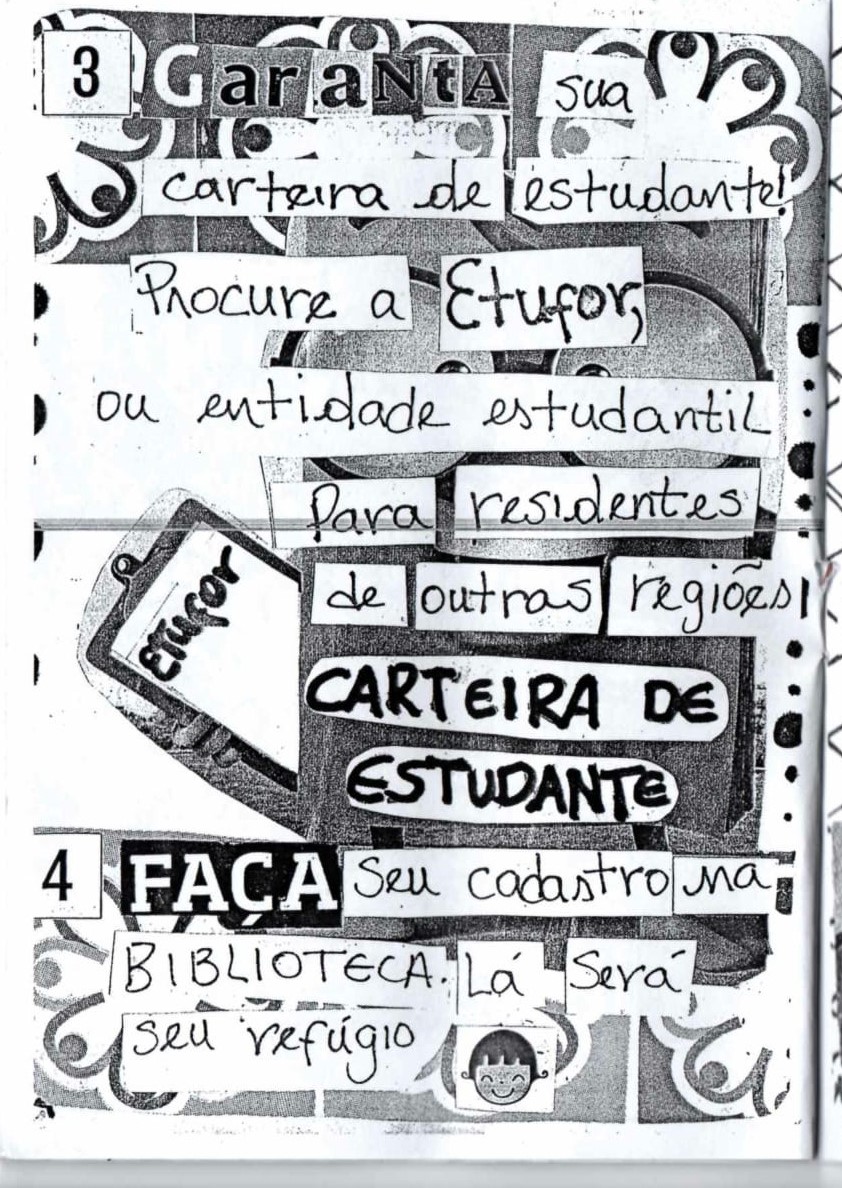 3 GaraNtA sua
carteira de estudante!
Procure a Etufor,
ou entidade estudantil
Para residentes
de outras regiões!
Etufor
CARTEIRA DE
ESTUDANTE
4 FAÇA seu cadastro na
BIBLIOTECA. Lá será
seu refúgio